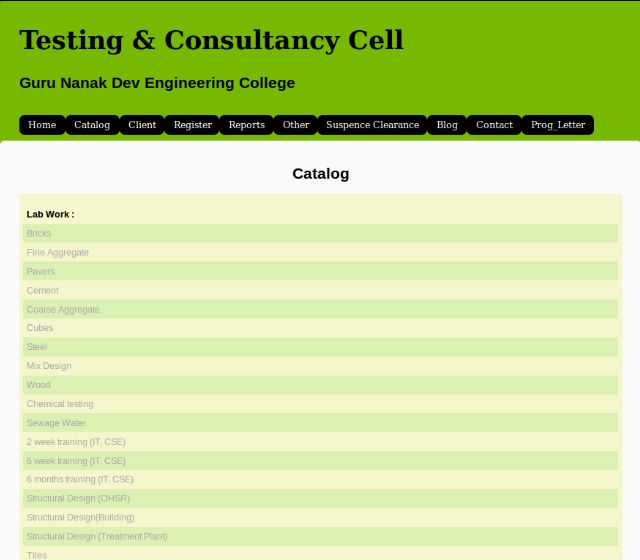 Testing & Consultancy Cell
Guru Nanak Dev Engineering College
Home Catalog Client Register Reports Other Suspence Clearance Blog Contact Prog_Letter
Catalog
Lab Work :
Bricks
Fine Aggregate
Pavers
Cement
Coarse Aggregate
Cubes
Steel
Mix Design
Wood
Chemical testing
Sewage Water
2 week training (IT, CSE)
6 week training (IT, CSE)
6 months training (IT, CSE)
Structural Design (OHSR)
Structural Design(Building)
Structural Design (Treatment Plant)
Tiles